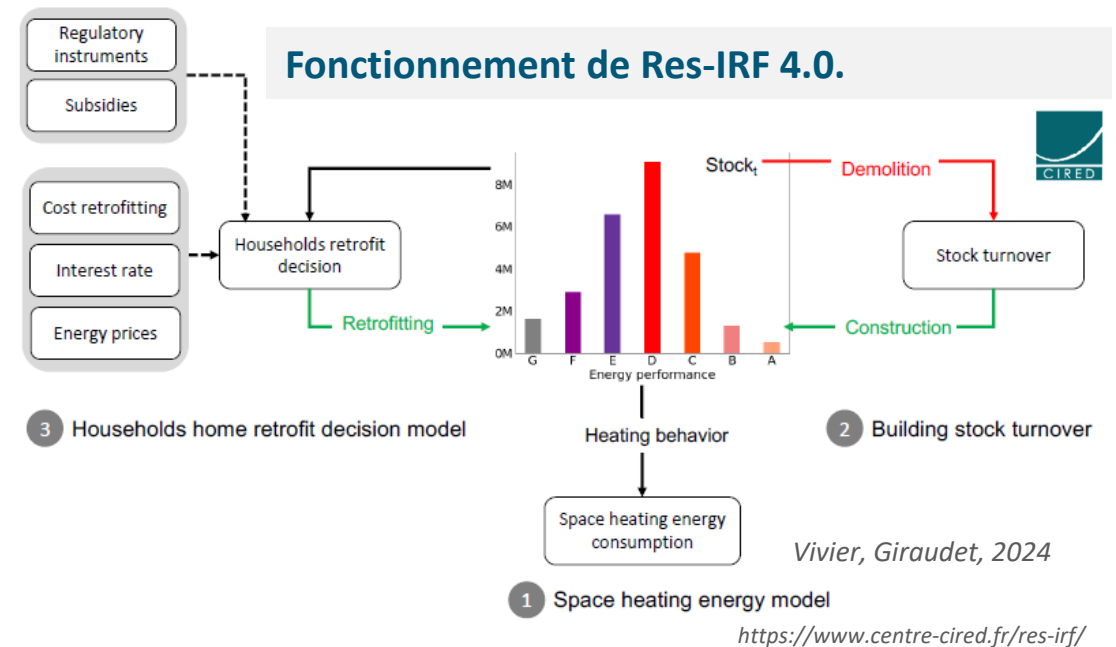 Fonctionnement de Res-IRF 4.0.
Regulatory
instruments
Subsidies
Cost retrofitting
Interest rate
Energy prices
Households retrofit
decision
Retrofitting
8M
6M
4M
2M
0M
G F E D C B A
Energy performance
Stockt
Demolition
CIRED
Stock turnover
Construction
3 Households home retrofit decision model
Heating behavior
2 Building stock turnover
Space heating energy
consumption
Vivier, Giraudet, 2024
1 Space heating energy model
https://www.centre-cired.fr/res-irf/